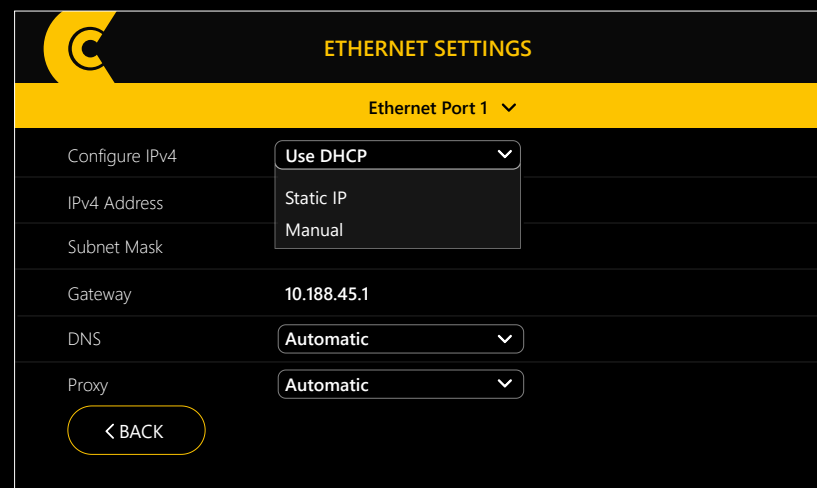 ETHERNET SETTINGS
Ethernet Port 1
Configure IPv4 Use DHCP
Static IP
IPv4 Address
Manual
Subnet Mask
Gateway 10.188.45.1
DNS Automatic
Proxy Automatic
BACK